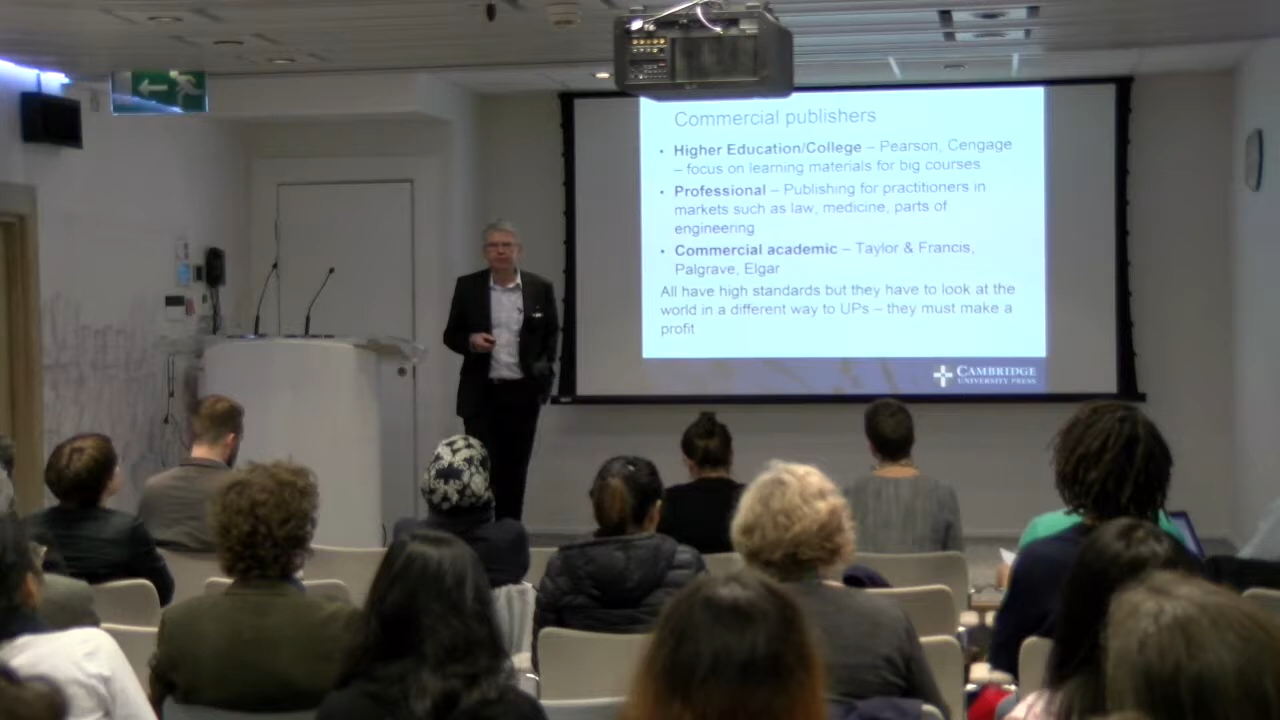 Commercial publishers
• Higher Education/College – Pearson, Cengage
– focus on learning materials for big courses
• Professional – Publishing for practitioners in
markets such as law, medicine, parts of
engineering
• Commercial academic – Taylor & Francis,
Palgrave, Elgar
All have high standards but they have to look at the
world in a different way to UPs – they must make a
profit
CAMBRIDGE
UNIVERSITY PRESS